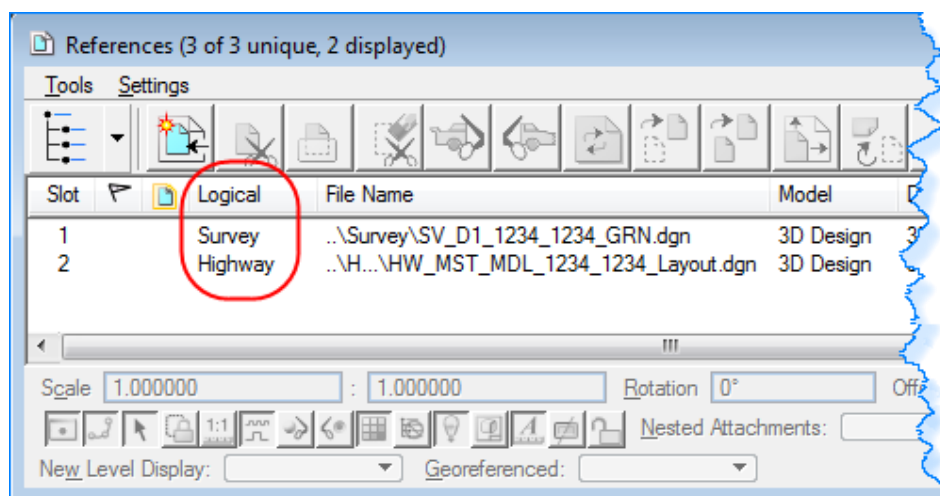 References (3 of 3 unique, 2 displayed)
Tools Settings
Slot Logical File Name Model
1 Survey ..\Survey\SV_D1_1234_1234_GRN.dgn 3D Design
2 Highway ..\H...\HW_MST_MDL_1234_1234_Layout.dgn 3D Design
Scale 1.000000 : 1.000000 Rotation 0°
1:1 A Nested Attachments:
New Level Display: Georeferenced: